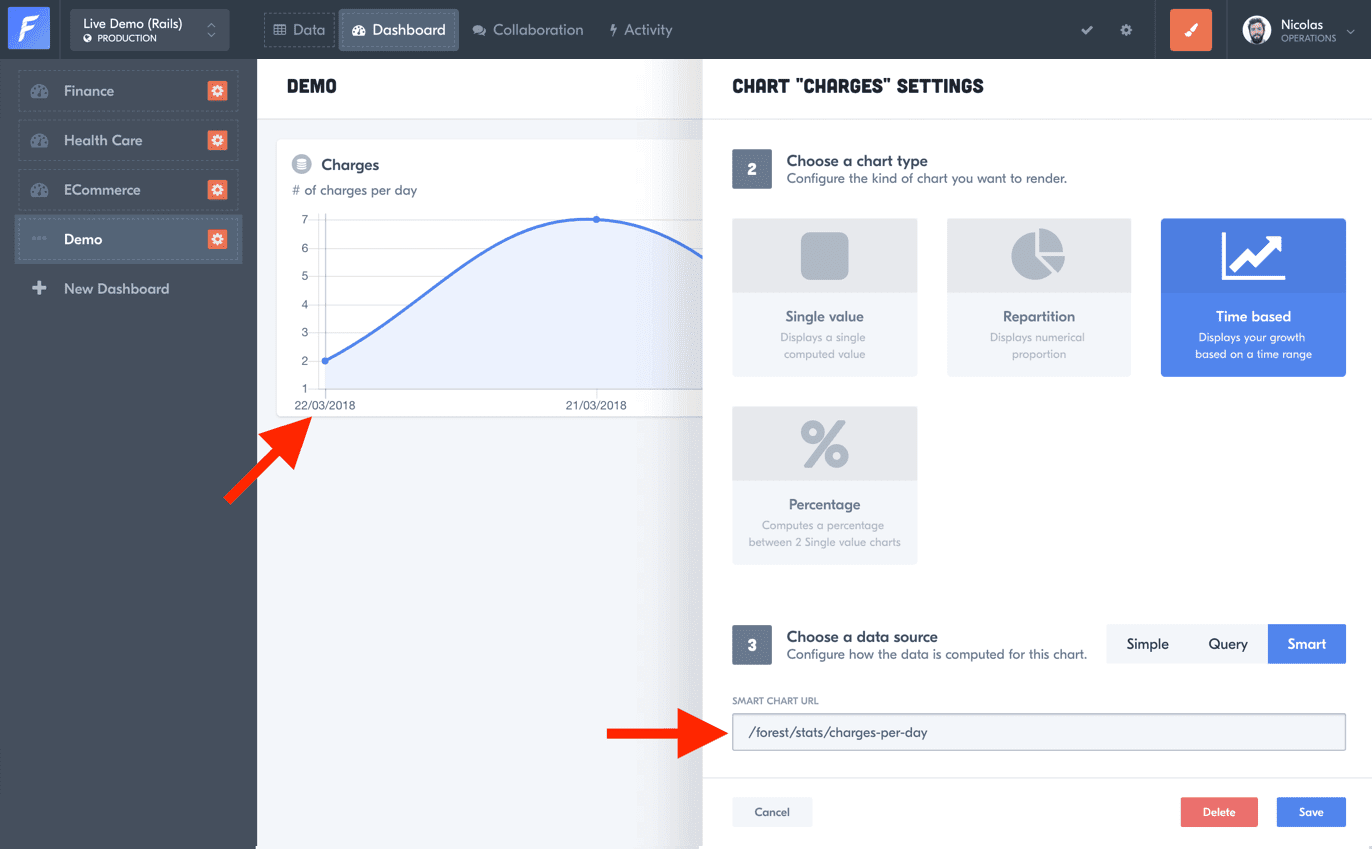 Live Demo (Rails)
PRODUCTION
Data
Dashboard
Collaboration
Activity
Nicolas
OPERATIONS
Finance
Health Care
ECommerce
Demo
New Dashboard
DEMO
Charges
# of charges per day
7
6
5
4
3
2
1
22/03/2018
21/03/2018
CHART "CHARGES" SETTINGS
2
Choose a chart type
Configure the kind of chart you want to render.
Single value
Displays a single
computed value
Repartition
Displays numerical
proportion
Time based
Displays your growth
based on a time range
%
Percentage
Computes a percentage
between 2 Single value charts
3
Choose a data source
Configure how the data is computed for this chart.
Simple
Query
Smart
SMART CHART URL
/forest/stats/charges-per-day
Cancel
Delete
Save